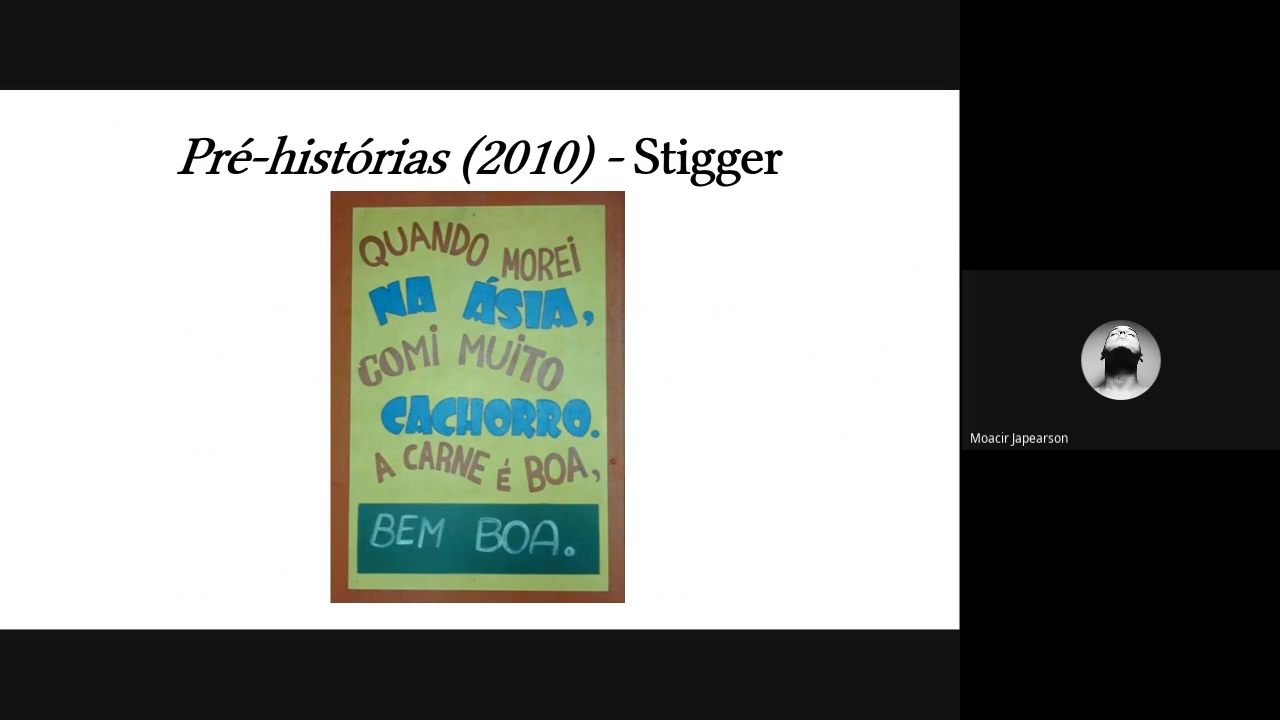 Pré-histórias (2010) - Stigger
QUANDO MOREi
NA ÁSIA,
COMi MUiTO
CACHORRO.
A CARNE É BOA,
BEM BOA.
Moacir Japearson